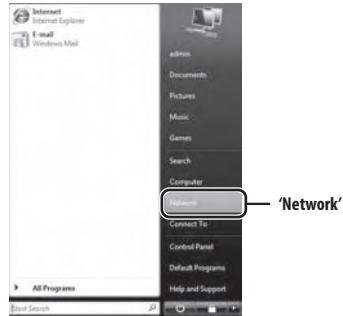 Internet
Internet Explorer
E-mail
Windows Mail
admin
Documents
Pictures
Music
Games
Search
Computer
Network
'Network'
Connect To
Control Panel
Default Programs
All Programs
Help and Support
Start Search